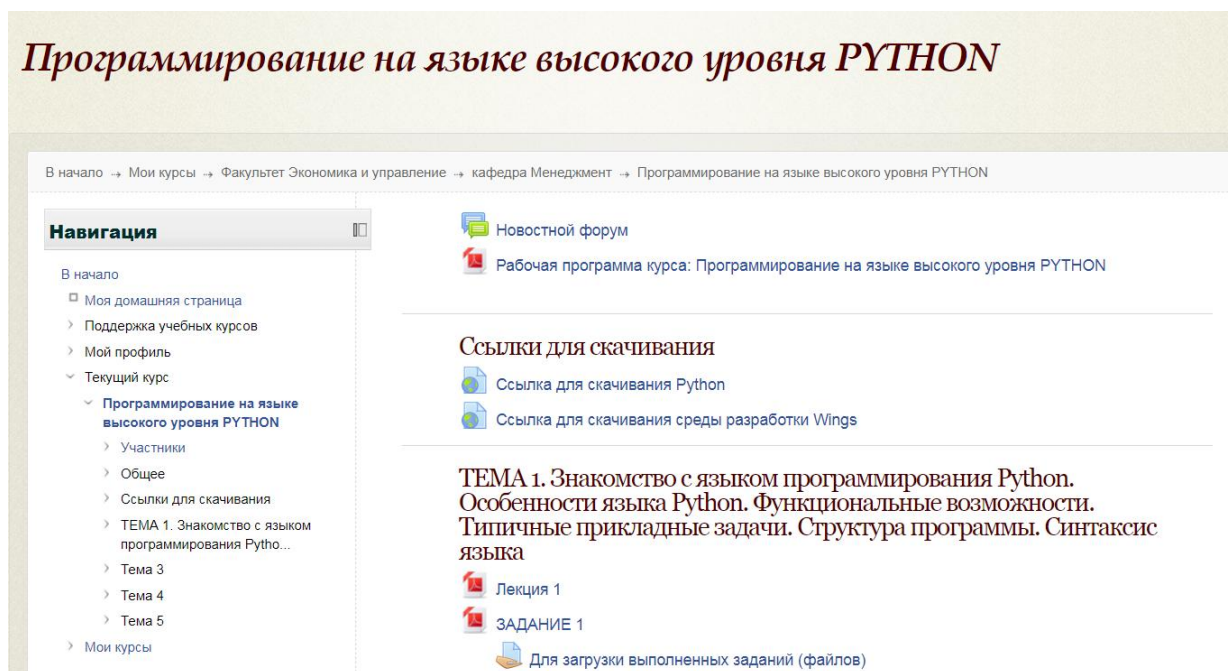 Программирование на языке высокого уровня PYTHON
В начало → Мои курсы → Факультет Экономика и управление → кафедра Менеджмент → Программирование на языке высокого уровня PYTHON
Навигация
В начало
Моя домашняя страница
Поддержка учебных курсов
Мой профиль
Текущий курс
Программирование на языке
высокого уровня PYTHON
Участники
Общее
Ссылки для скачивания
ТЕМА 1. Знакомство с языком
программирования Pytho...
Тема 3
Тема 4
Тема 5
Мои курсы
Новостной форум
Рабочая программа курса: Программирование на языке высокого уровня PYTHON
Ссылки для скачивания
Ссылка для скачивания Python
Ссылка для скачивания среды разработки Wings
ТЕМА 1. Знакомство с языком программирования Python.
Особенности языка Python. Функциональные возможности.
Типичные прикладные задачи. Структура программы. Синтаксис
языка
Лекция 1
ЗАДАНИЕ 1
Для загрузки выполненных заданий (файлов)